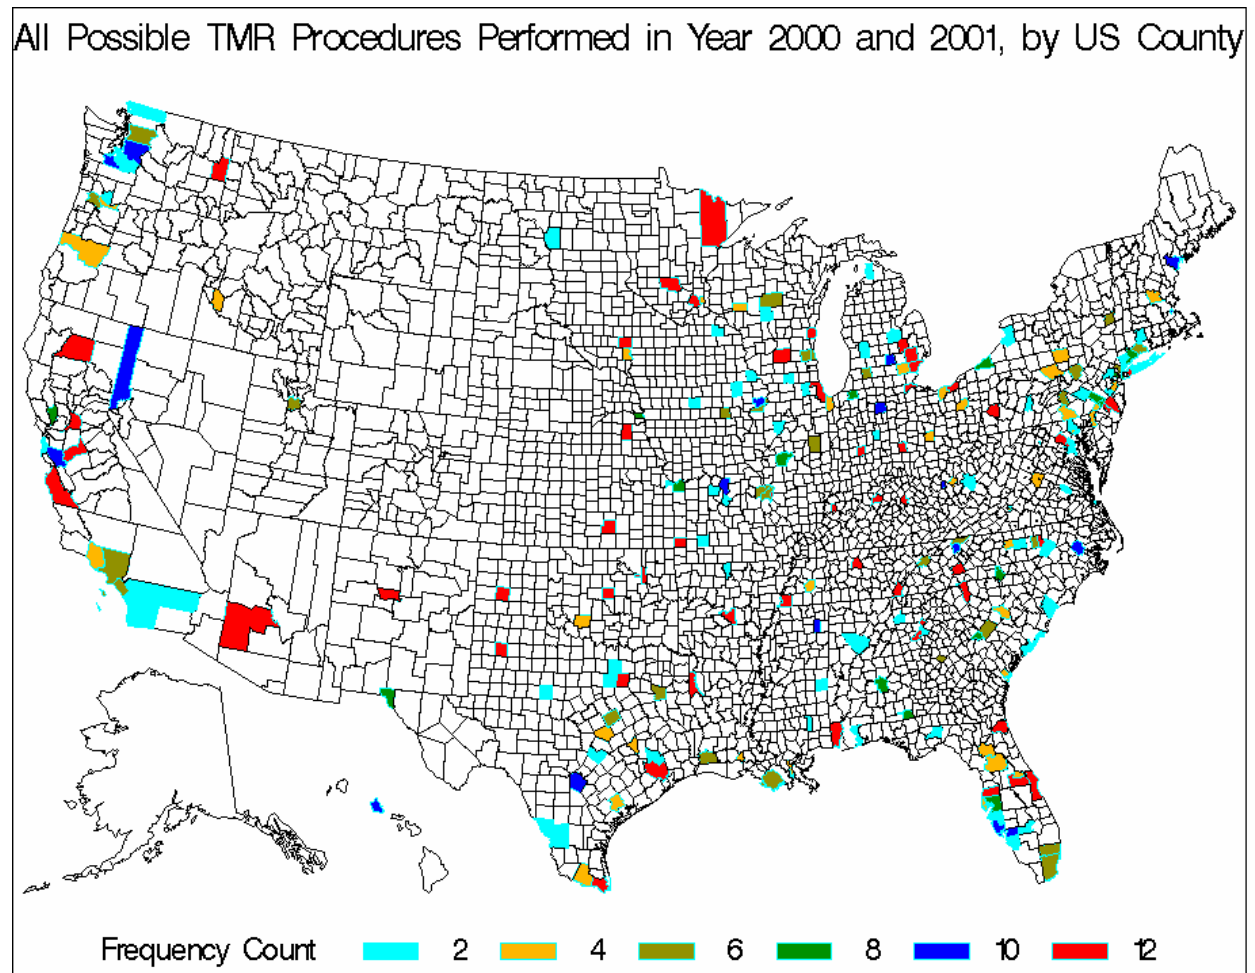 All Possible TMR Procedures Performed in Year 2000 and 2001, by US County
Frequency Count 2 4 6 8 10 12